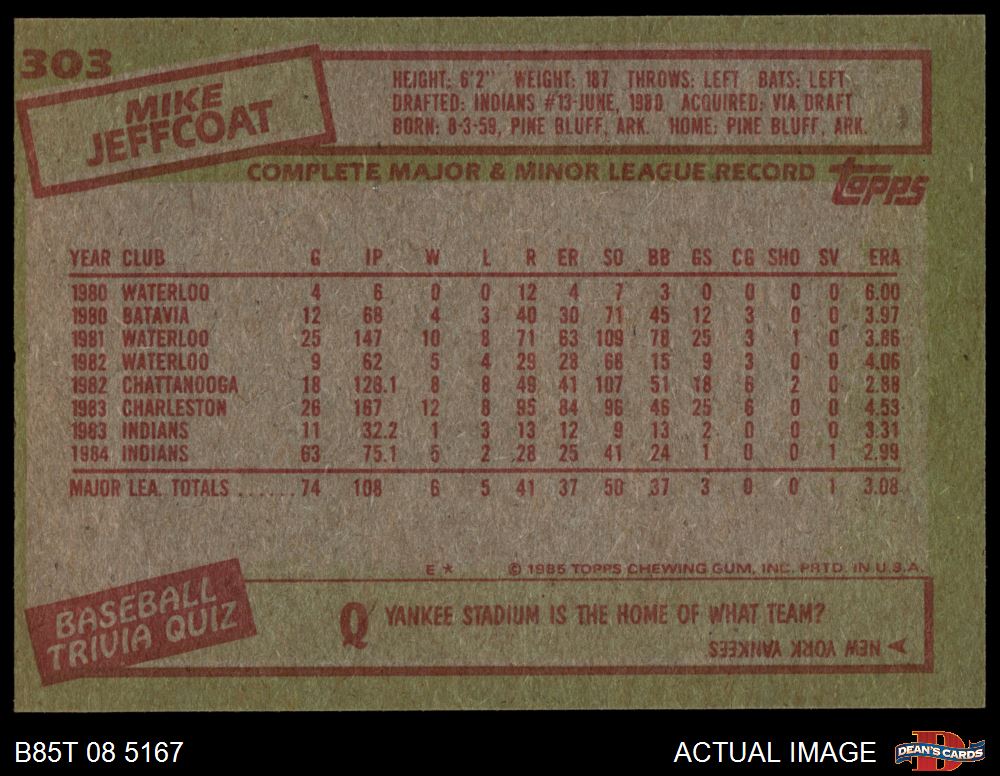 303
MIKE
JEFFCOAT
HEIGHT: 6'2" WEIGHT: 187 THROWS: LEFT BATS: LEFT
DRAFTED: INDIANS #13-JUNE, 1980 ACQUIRED: VIA DRAFT
BORN: 8-3-59, PINE BLUFF, ARK. HOME: PINE BLUFF, ARK.
COMPLETE MAJOR & MINOR LEAGUE RECORD topps
YEAR CLUB G IP W L R ER SO BB GS CG SHO SV ERA
1980 WATERLOO 4 6 0 0 12 4 7 3 0 0 0 0 6.00
1980 BATAVIA 12 68 4 3 40 30 71 45 12 3 0 0 3.97
1981 WATERLOO 25 147 10 8 71 63 109 78 25 3 1 0 3.86
1982 WATERLOO 9 62 5 4 29 28 66 15 9 3 0 0 4.06
1982 CHATTANOOGA 18 128.1 8 8 49 41 107 51 18 6 2 0 2.88
1983 CHARLESTON 26 167 12 8 95 84 96 46 25 6 0 0 4.53
1983 INDIANS 11 32.2 1 3 13 12 9 13 2 0 0 0 3.31
1984 INDIANS 63 75.1 5 2 28 25 41 24 1 0 0 1 2.99
MAJOR LEA. TOTALS .......74 108 6 5 41 37 50 37 3 0 0 1 3.08
E * © 1985 TOPPS CHEWING GUM, INC. PRTD. IN U.S.A.
BASEBALL
TRIVIA QUIZ
Q YANKEE STADIUM IS THE HOME OF WHAT TEAM?
NEW YORK YANKEES
B85T 08 5167 ACTUAL IMAGE DEAN'S CARDS